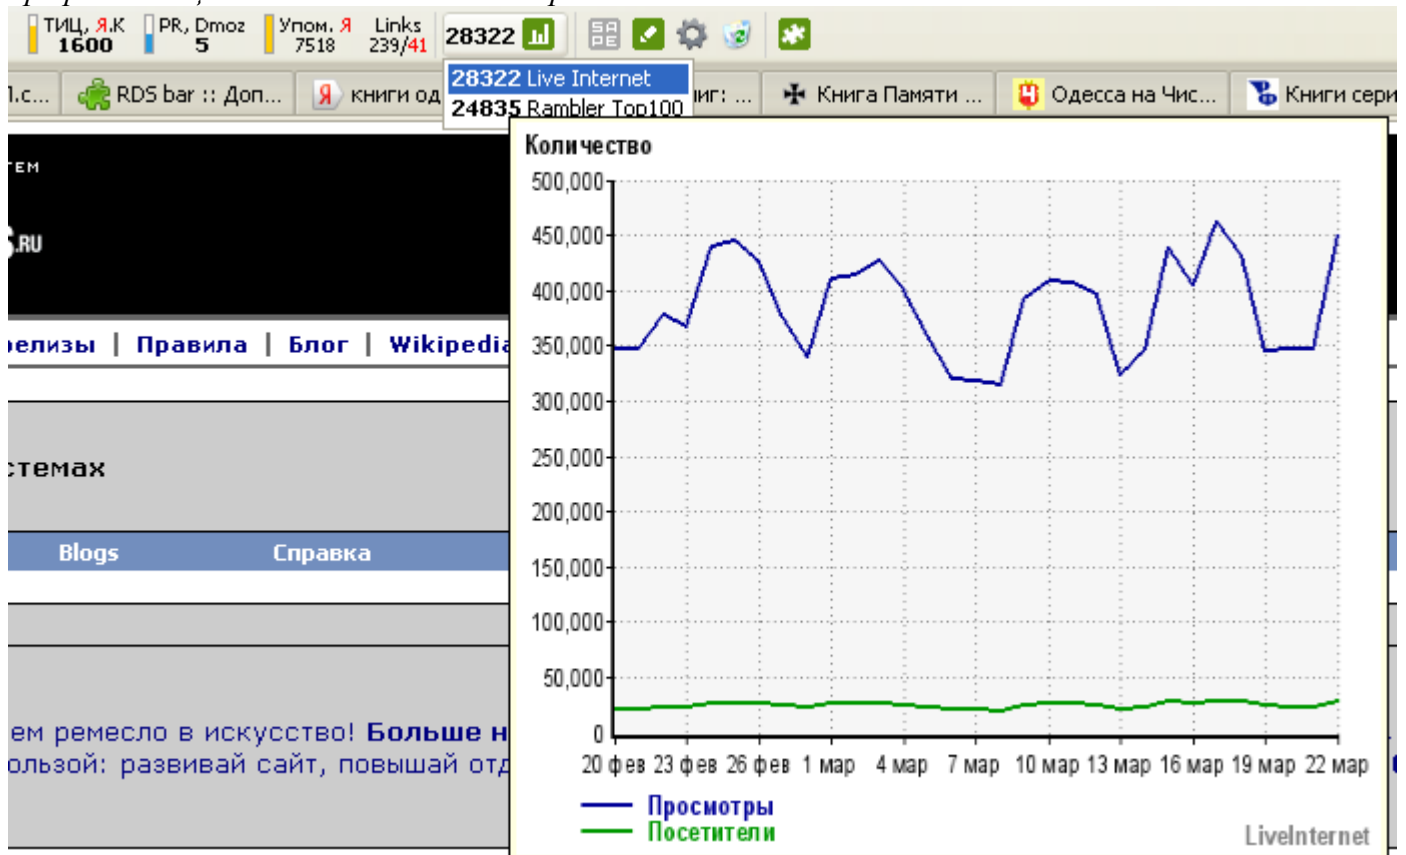 ТИЦ, Я.К PR, Dmoz Упом. Я Links
1600 5 7518 239/41 28322
28322 Live Internet
24835 Rambler Top100
RDS bar :: Доп... книги од иг: ... Книга Памяти ... Одесса на Чис... Книги сери
.RU
Правила | Блог | Wikipedia
стемах
Blogs Справка
ем ремесло в искусство! Больше н
ользой: развивай сайт, повышай отд
Количество
500,000
450,000
400,000
350,000
300,000
250,000
200,000
150,000
100,000
50,000
0
20 фев 23 фев 26 фев 1 мар 4 мар 7 мар 10 мар 13 мар 16 мар 19 мар 22 мар
Просмотры
Посетители
LiveInternet